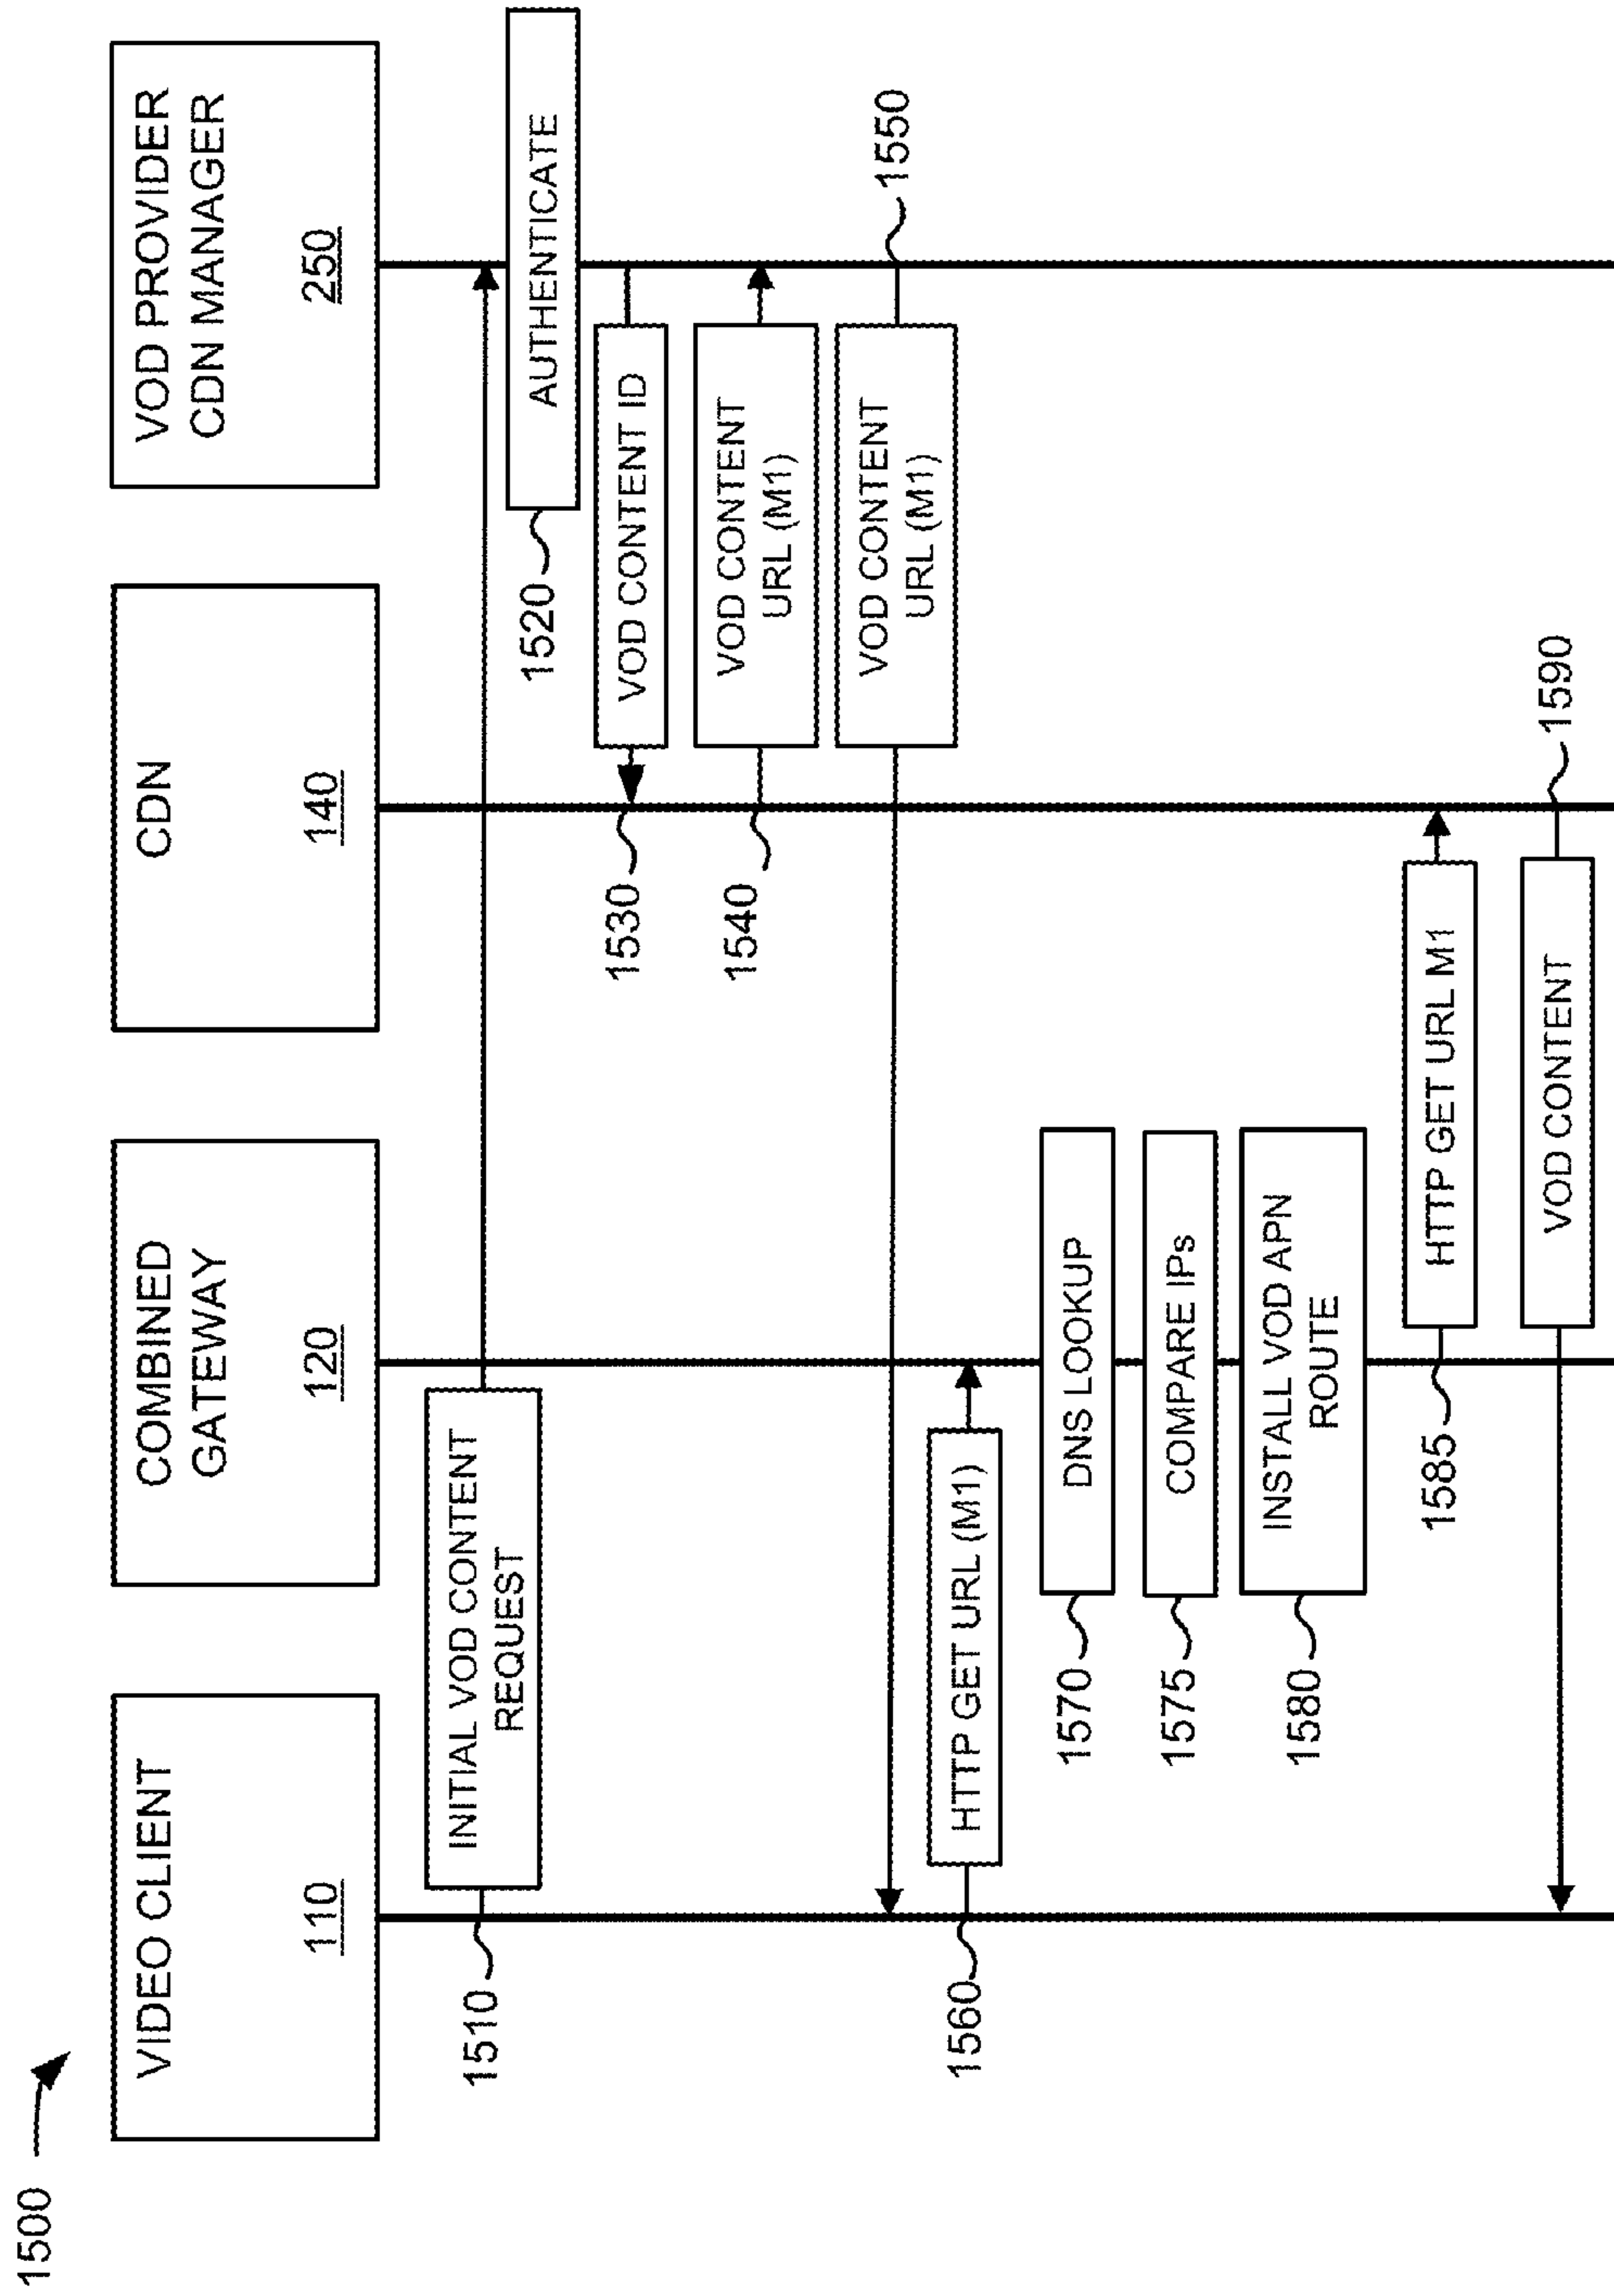 1500
VIDEO CLIENT
110
COMBINED
GATEWAY
120
CDN
140
VOD PROVIDER
CDN MANAGER
250
1510
INITIAL VOD CONTENT
REQUEST
1520
AUTHENTICATE
1530
VOD CONTENT ID
1540
VOD CONTENT
URL (M1)
VOD CONTENT
URL (M1)
1550
1560
HTTP GET URL (M1)
1570
DNS LOOKUP
1575
COMPARE IPs
1580
INSTALL VOD APN
ROUTE
1585
HTTP GET URL M1
VOD CONTENT
1590